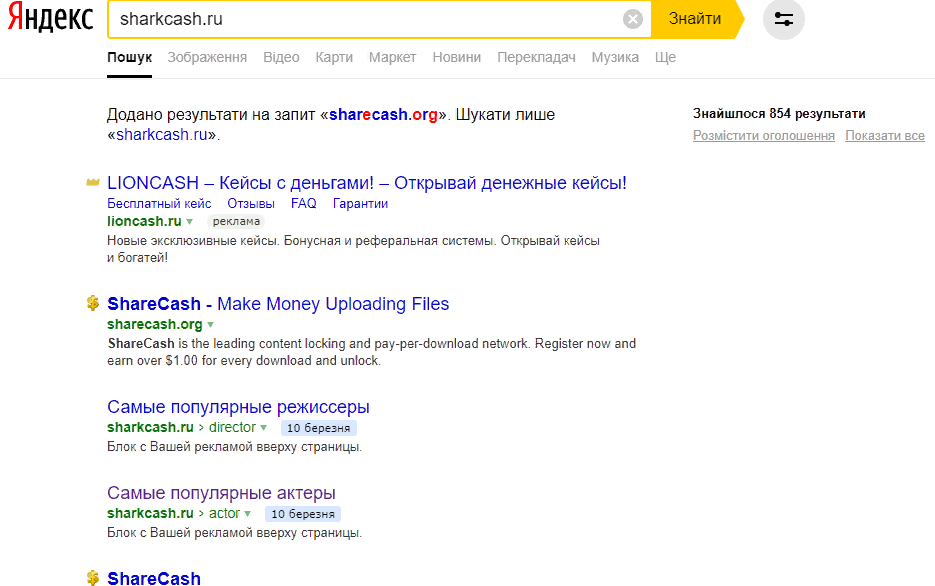 Яндекс
sharkcash.ru
Знайти
Пошук Зображення Відео Карти Маркет Новини Перекладач Музика Ще
Додано результати на запит «sharecash.org». Шукати лише
«sharkcash.ru».
Знайшлося 854 результати
Розмістити оголошення Показати все
LIONCASH – Кейсы с деньгами! – Открывай денежные кейсы!
Бесплатный кейс Отзывы FAQ Гарантии
lioncash.ru реклама
Новые эксклюзивные кейсы. Бонусная и реферальная системы. Открывай кейсы
и богатей!
ShareCash - Make Money Uploading Files
sharecash.org
ShareCash is the leading content locking and pay-per-download network. Register now and
earn over $1.00 for every download and unlock.
Самые популярные режиссеры
sharkcash.ru › director 10 березня
Блок с Вашей рекламой вверху страницы.
Самые популярные актеры
sharkcash.ru › actor 10 березня
Блок с Вашей рекламой вверху страницы.
ShareCash